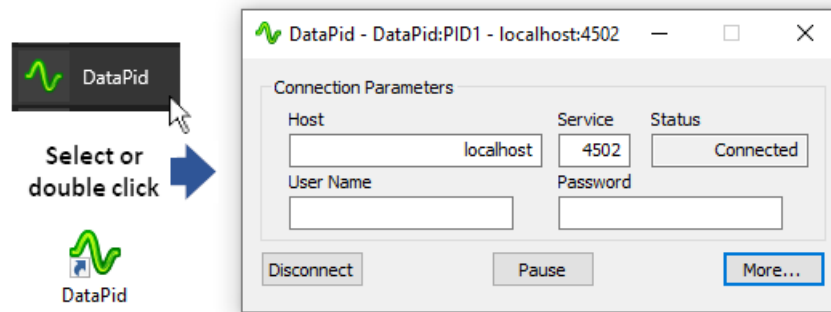 DataPid
Select or
double click
DataPid
DataPid - DataPid:PID1 - localhost:4502
Connection Parameters
Host Service Status
localhost 4502 Connected
User Name Password
Disconnect Pause More...